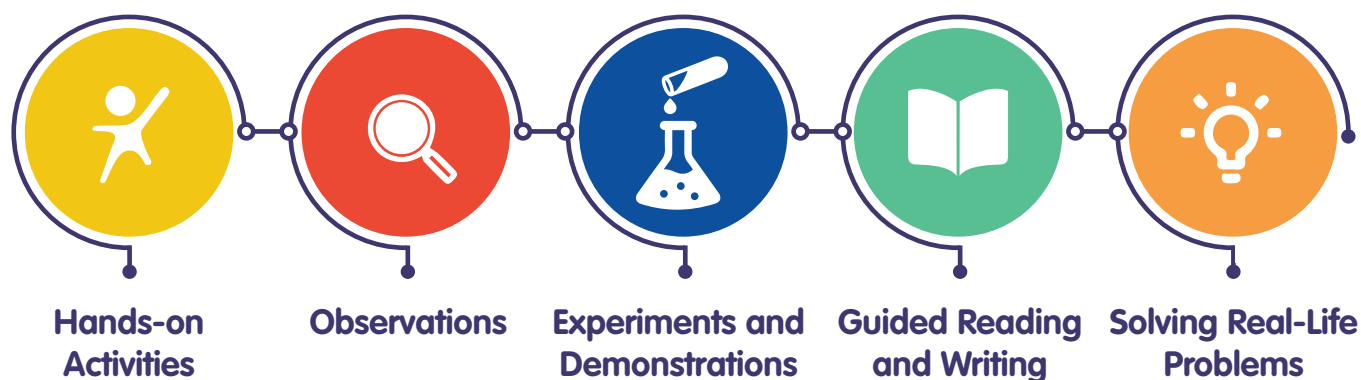 Hands-on
Activities
Observations
Experiments and
Demonstrations
Guided Reading
and Writing
Solving Real-Life
Problems